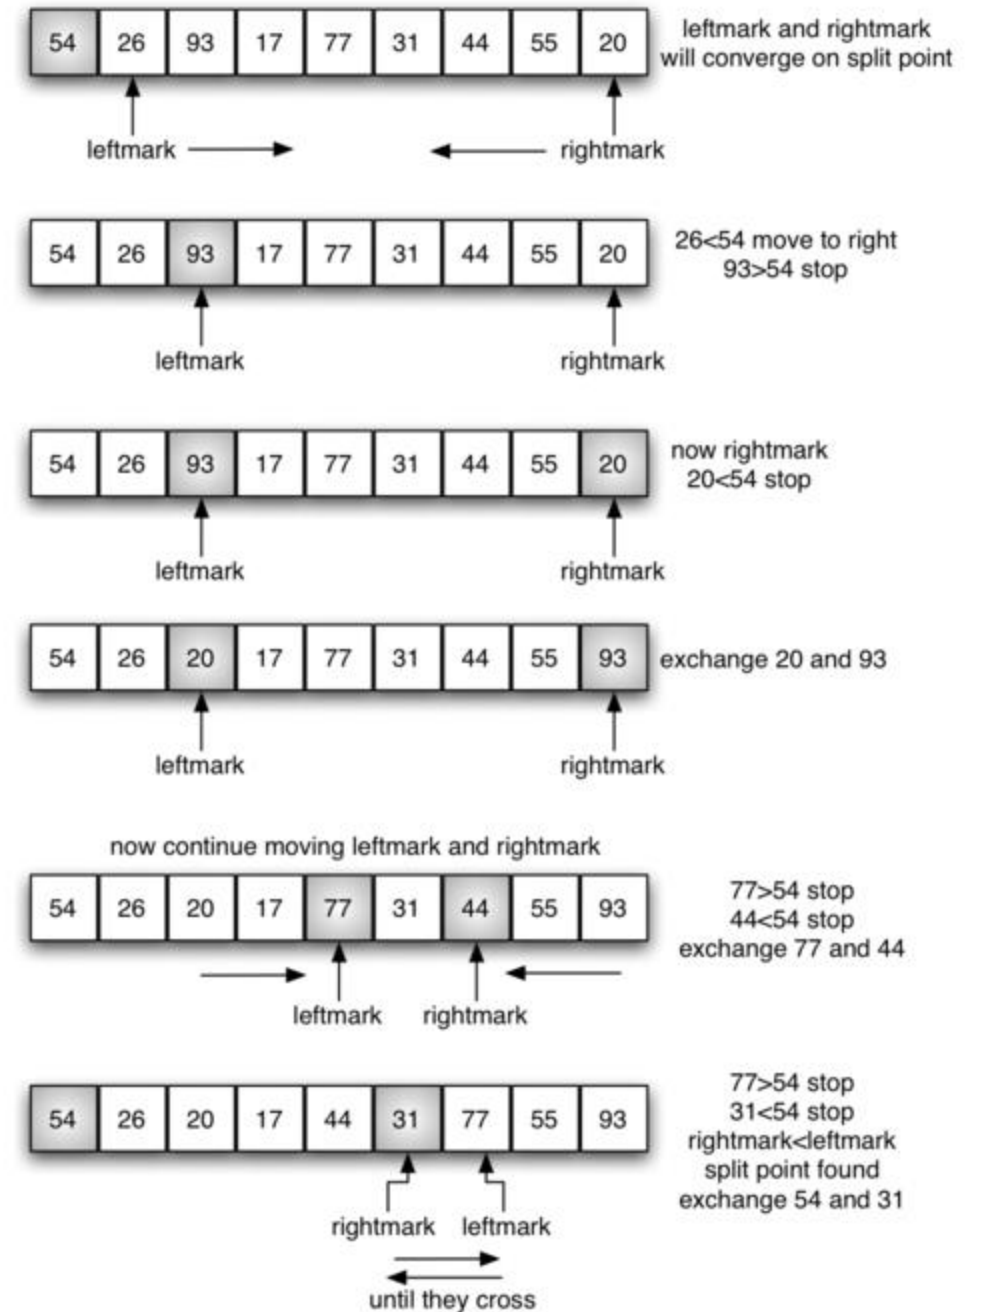 54 26 93 17 77 31 44 55 20
leftmark and rightmark
will converge on split point
leftmark rightmark
54 26 93 17 77 31 44 55 20
26<54 move to right
93>54 stop
leftmark rightmark
54 26 93 17 77 31 44 55 20
now rightmark
20<54 stop
leftmark rightmark
54 26 20 17 77 31 44 55 93
exchange 20 and 93
leftmark rightmark
now continue moving leftmark and rightmark
54 26 20 17 77 31 44 55 93
77>54 stop
44<54 stop
exchange 77 and 44
leftmark rightmark
54 26 20 17 44 31 77 55 93
77>54 stop
31<54 stop
rightmark<leftmark
split point found
exchange 54 and 31
rightmark leftmark
until they cross